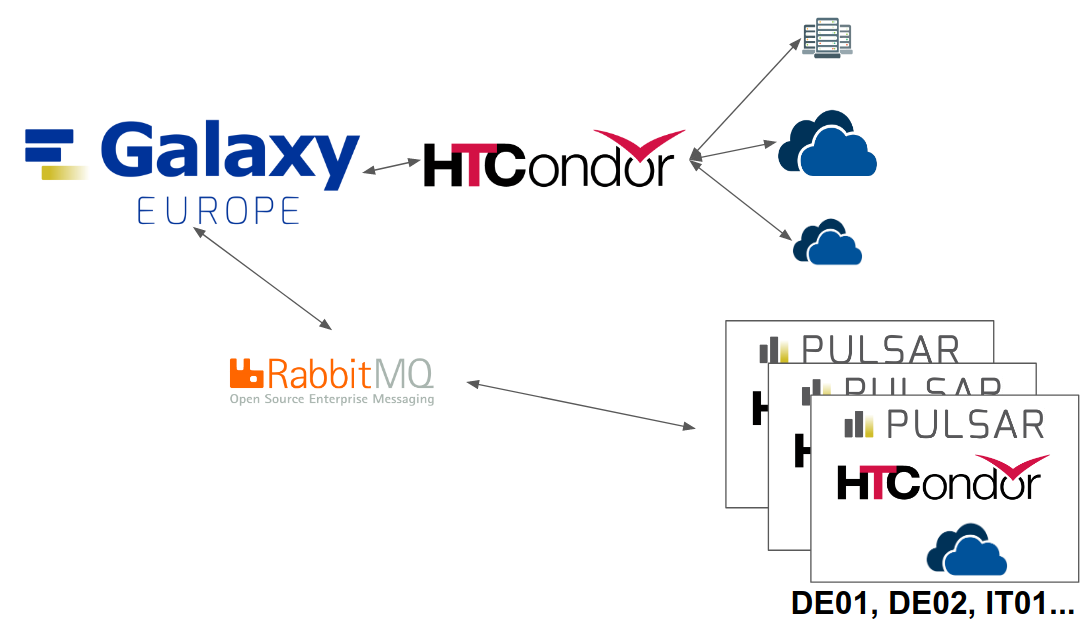 Galaxy
EUROPE
HTCondor
RabbitMQ
Open Source Enterprise Messaging
PULSAR
H
PULSAR
H
PULSAR
HTCondor
DE01, DE02, IT01...